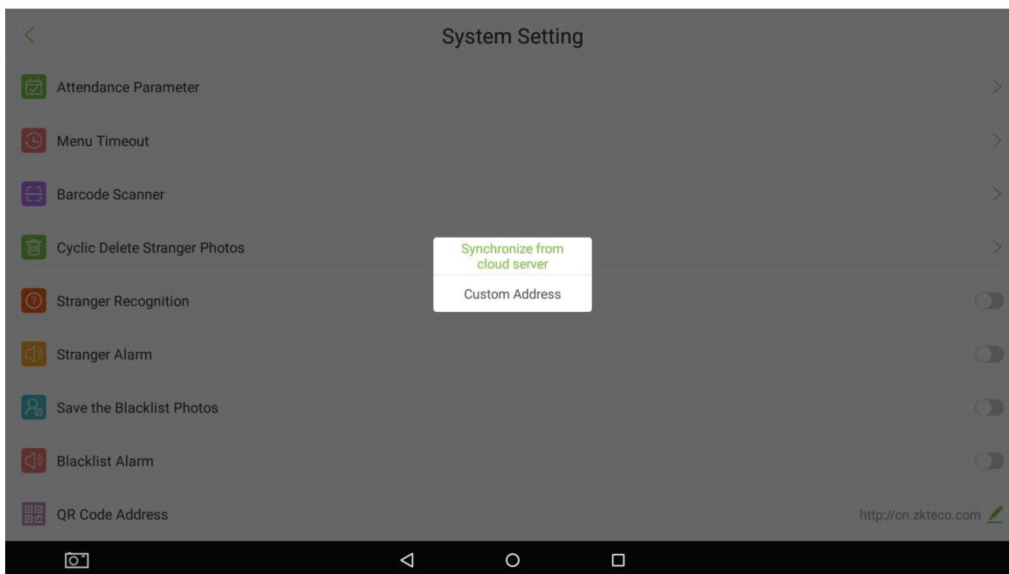 System Setting
Attendance Parameter
Menu Timeout
Barcode Scanner
Cyclic Delete Stranger Photos
Synchronize from
cloud server
Custom Address
Stranger Recognition
Stranger Alarm
Save the Blacklist Photos
Blacklist Alarm
QR Code Address http://cn.zkteco.com